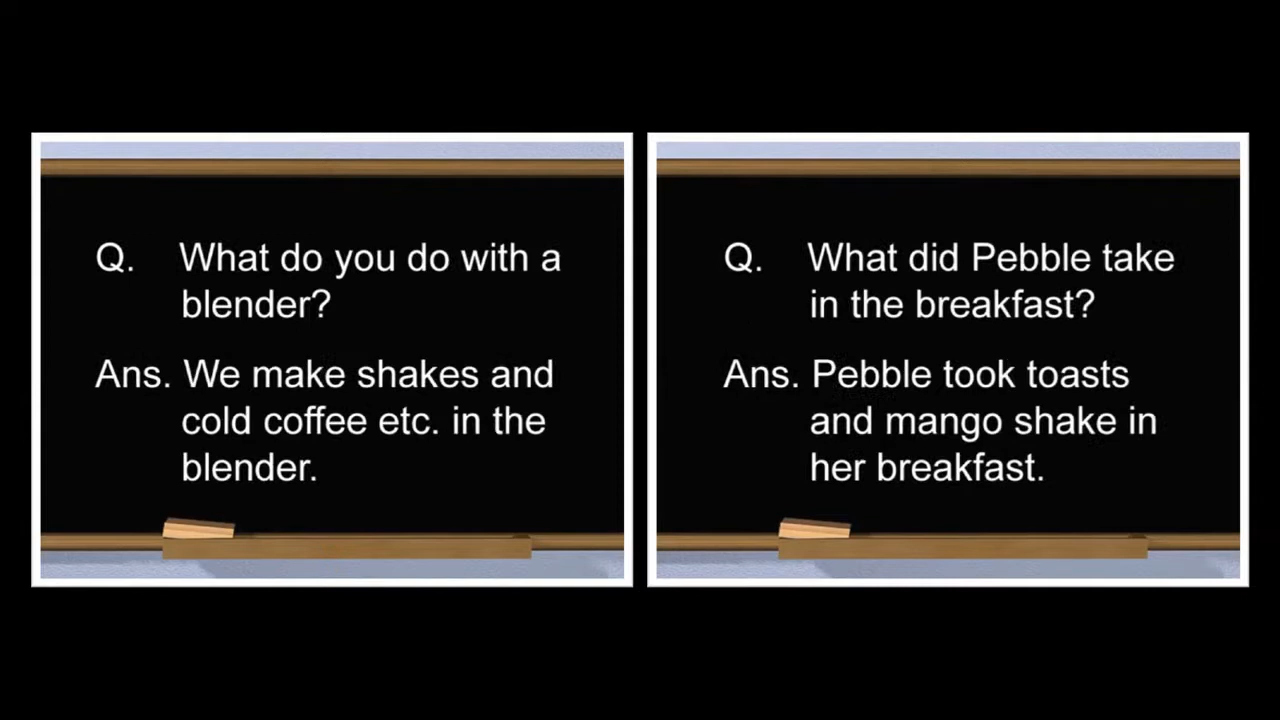 Q. What do you do with a
blender?
Ans. We make shakes and
cold coffee etc. in the
blender.
Q. What did Pebble take
in the breakfast?
Ans. Pebble took toasts
and mango shake in
her breakfast.